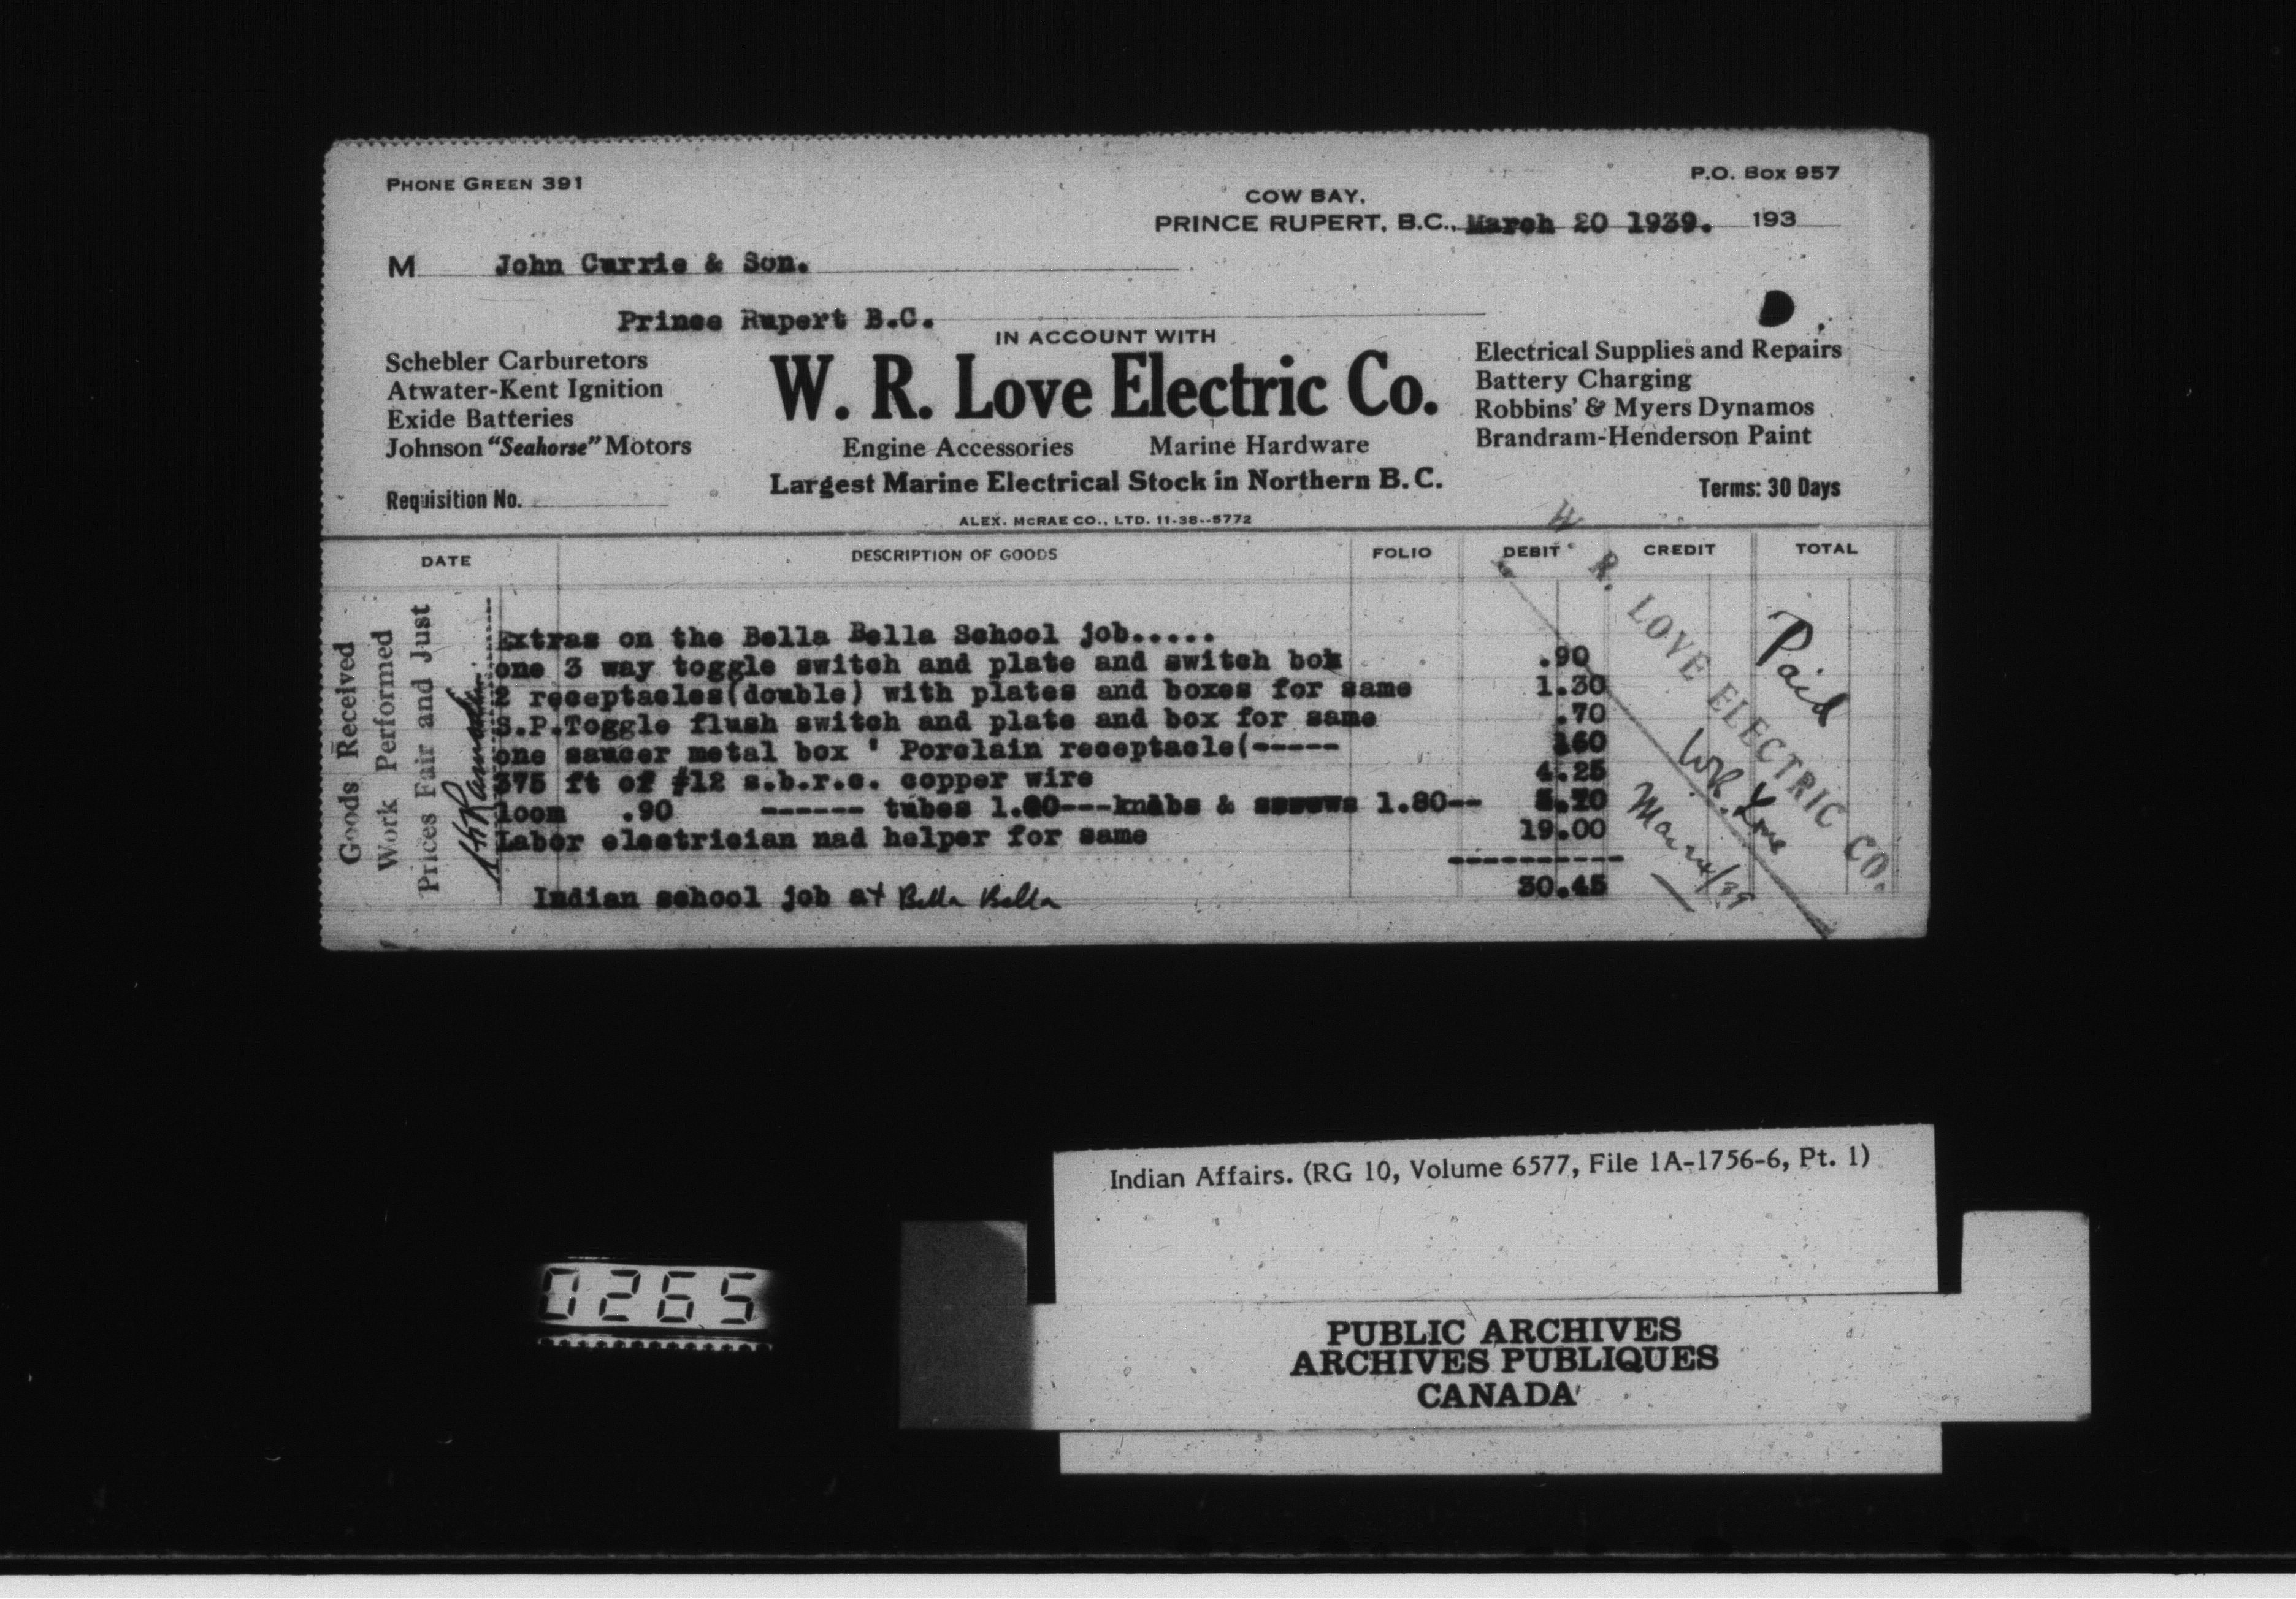 PHONE GREEN 391
P.O. BOX 957
COW BAY,
PRINCE RUPERT, B.C., March 20 1939. 193
M John Currie & Son.
Prince Rupert B.C.
IN ACCOUNT WITH
W. R. Love Electric Co.
Schebler Carburetors
Atwater-Kent Ignition
Exide Batteries
Johnson "Seahorse" Motors
Engine Accessories Marine Hardware
Largest Marine Electrical Stock in Northern B.C.
Electrical Supplies and Repairs
Battery Charging
Robbins' & Myers Dynamos
Brandram-Henderson Paint
Requisition No.
Terms: 30 Days
ALEX. MCRAE CO., LTD. 11-38--5772
DATE DESCRIPTION OF GOODS FOLIO DEBIT CREDIT TOTAL
Goods Received
Work Performed
Prices Fair and Just
Extras on the Bella Bella School job.....
one 3 way toggle switch and plate and switch box .90
2 receptacles(double) with plates and boxes for same 1.30
S.P.Toggle flush switch and plate and box for same .70
one saucer metal box ' Porclain receptacle(----- 60
375 ft of #12 s.b.r.c. copper wire 4.25
loom .90 ------ tubes 1.00---knobs & 1.80-- 3.70
Labor electrician nad helper for same 19.00
----------
30.45
Indian school job at Bella Bella
W. R. LOVE ELECTRIC CO.
Paid
W.R. Love
Mar /39
0265
Indian Affairs. (RG 10, Volume 6577, File 1A-1756-6, Pt. 1)
PUBLIC ARCHIVES
ARCHIVES PUBLIQUES
CANADA